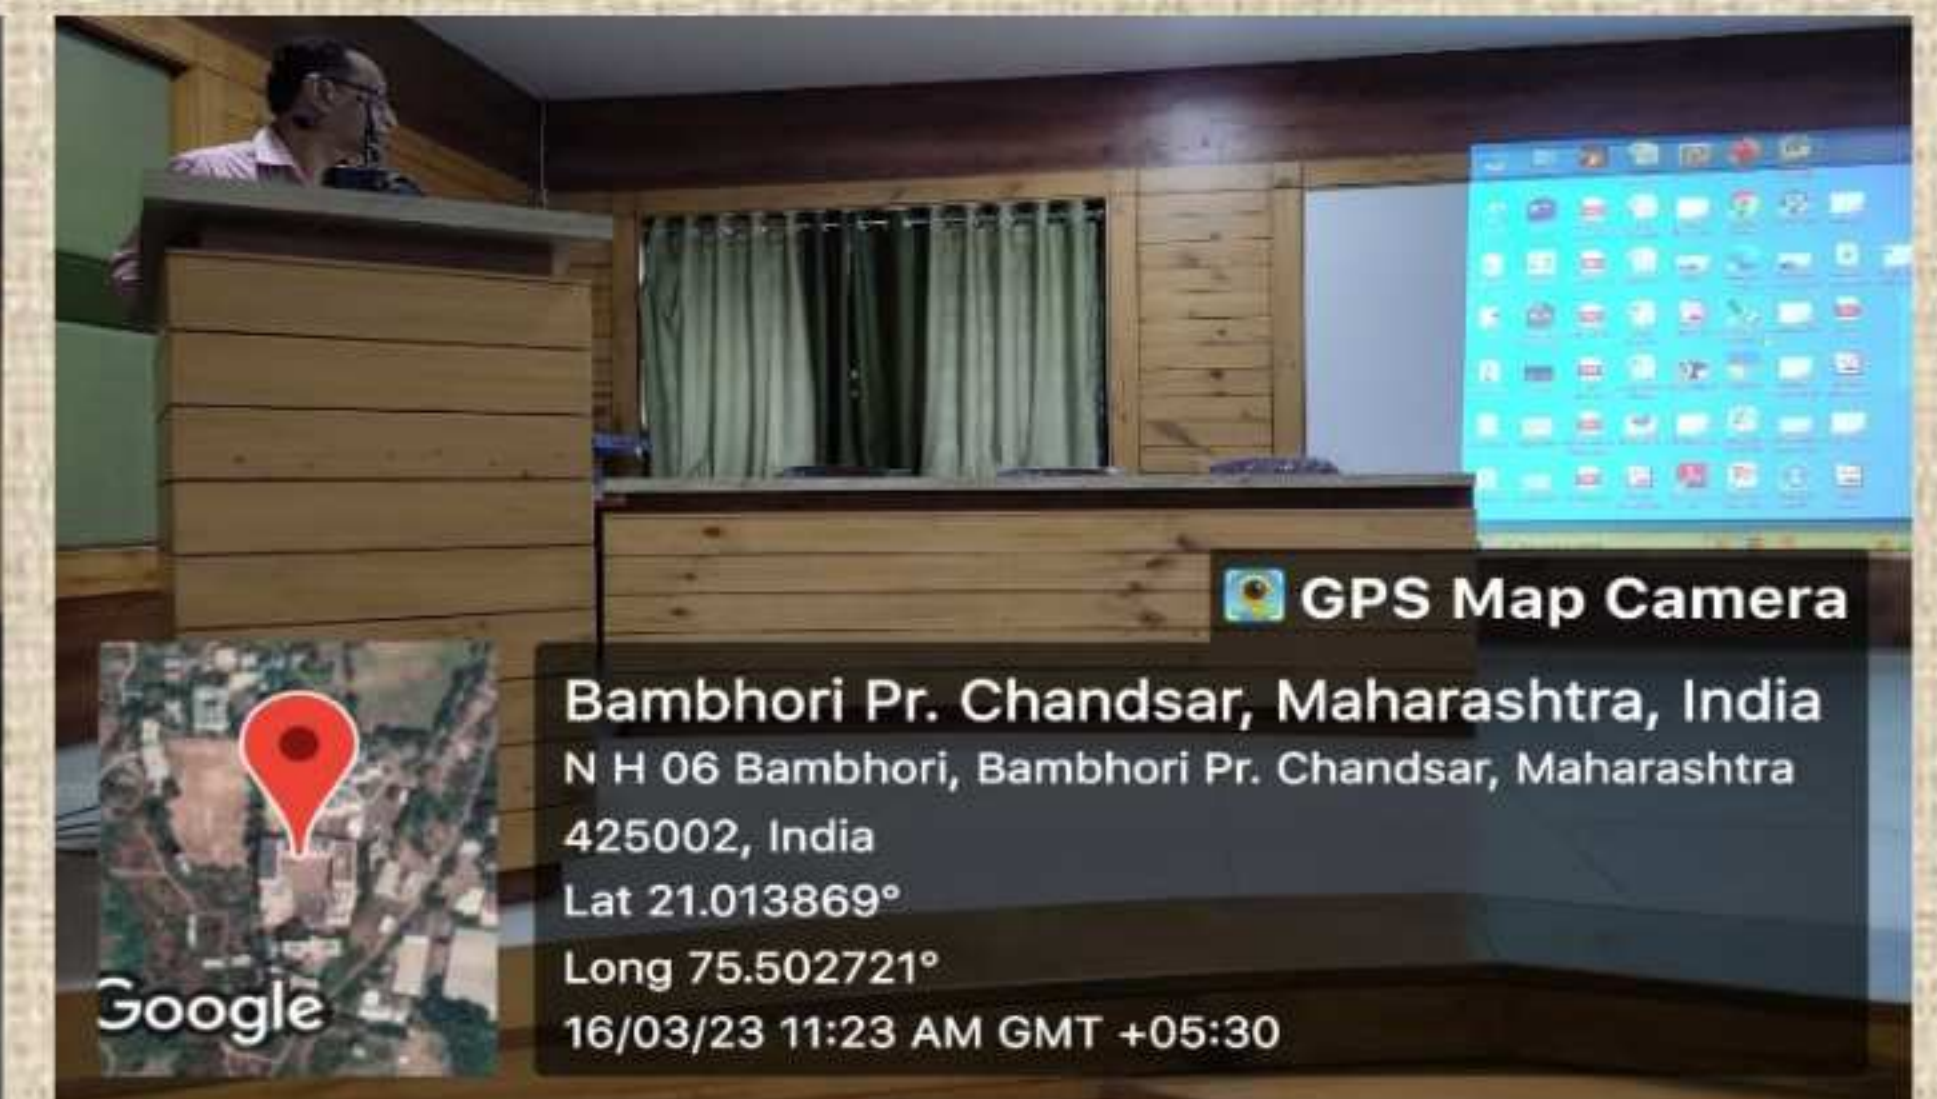 GPS Map Camera
Bambhori Pr. Chandsar, Maharashtra, India
N H 06 Bambhori, Bambhori Pr. Chandsar, Maharashtra
425002, India
Lat 21.013869°
Long 75.502721°
16/03/23 11:23 AM GMT +05:30
Google